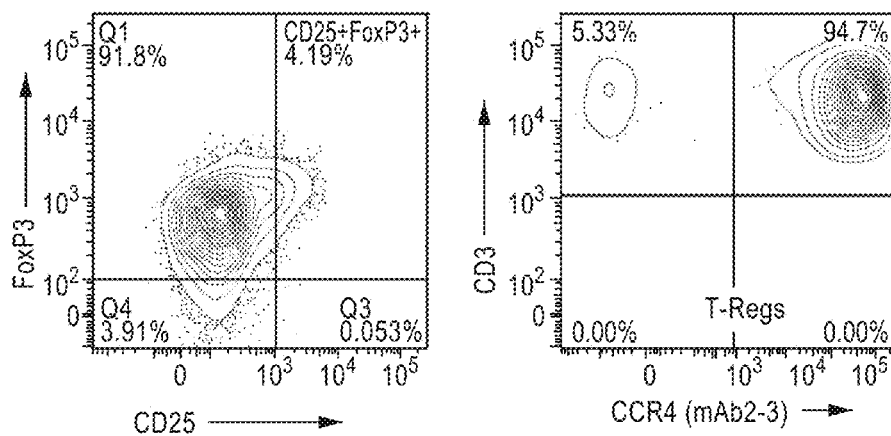 Q1
91.8%
CD25+FoxP3+
4.19%
10⁵
10⁴
10³
10²
0
FoxP3
Q4
3.91%
Q3
0.053%
0 10³ 10⁴ 10⁵
CD25
5.33%
94.7%
10⁵
10⁴
10³
10²
0
CD3
T-Regs
0.00%
0.00%
0 10³ 10⁴ 10⁵
CCR4 (mAb2-3)